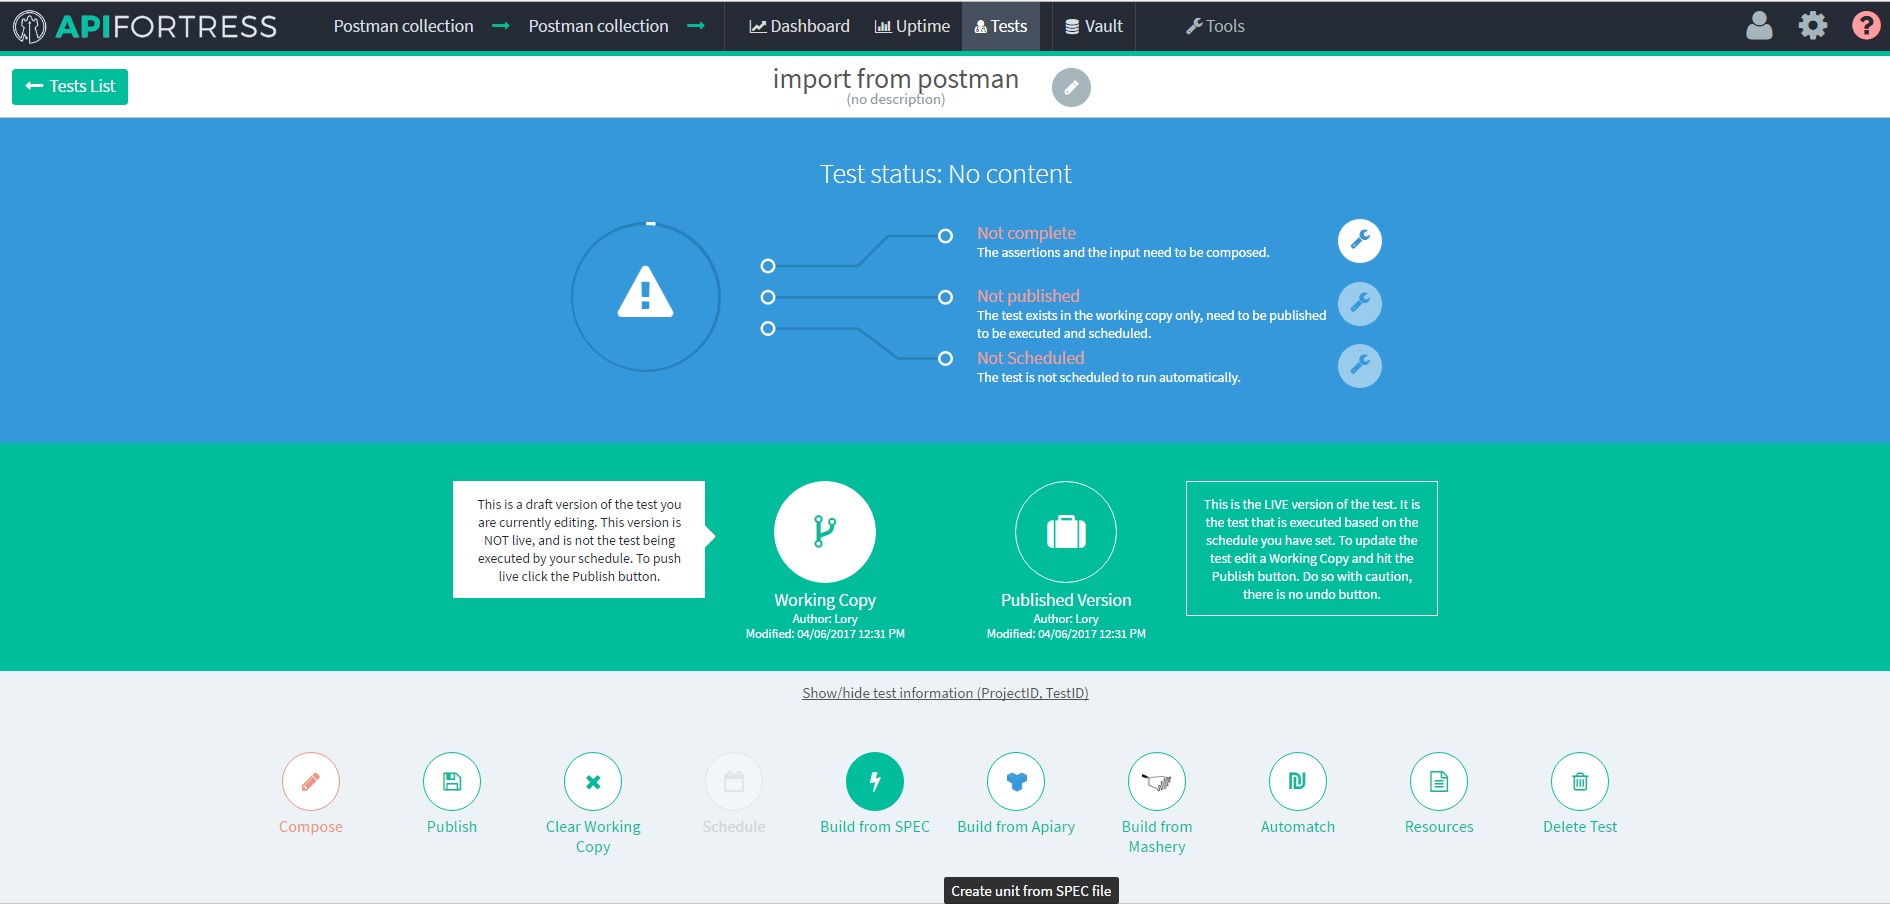 APIFORTRESS
Postman collection
Postman collection
Dashboard
Uptime
Tests
Vault
Tools
?
Tests List
import from postman
(no description)
Test status: No content
Not complete
The assertions and the input need to be composed.
Not published
The test exists in the working copy only, need to be published
to be executed and scheduled.
Not Scheduled
The test is not scheduled to run automatically.
This is a draft version of the test you
are currently editing. This version is
NOT live, and is not the test being
executed by your schedule. To push
live click the Publish button.
Working Copy
Author: Lory
Modified: 04/06/2017 12:31 PM
Published Version
Author: Lory
Modified: 04/06/2017 12:31 PM
This is the LIVE version of the test. It is
the test that is executed based on the
schedule you have set. To update the
test edit a Working Copy and hit the
Publish button. Do so with caution,
there is no undo button.
Show/hide test information (ProjectID, TestID)
Compose
Publish
Clear Working
Copy
Schedule
Build from SPEC
Build from Apiary
Build from
Mashery
Automatch
Resources
Delete Test
Create unit from SPEC file